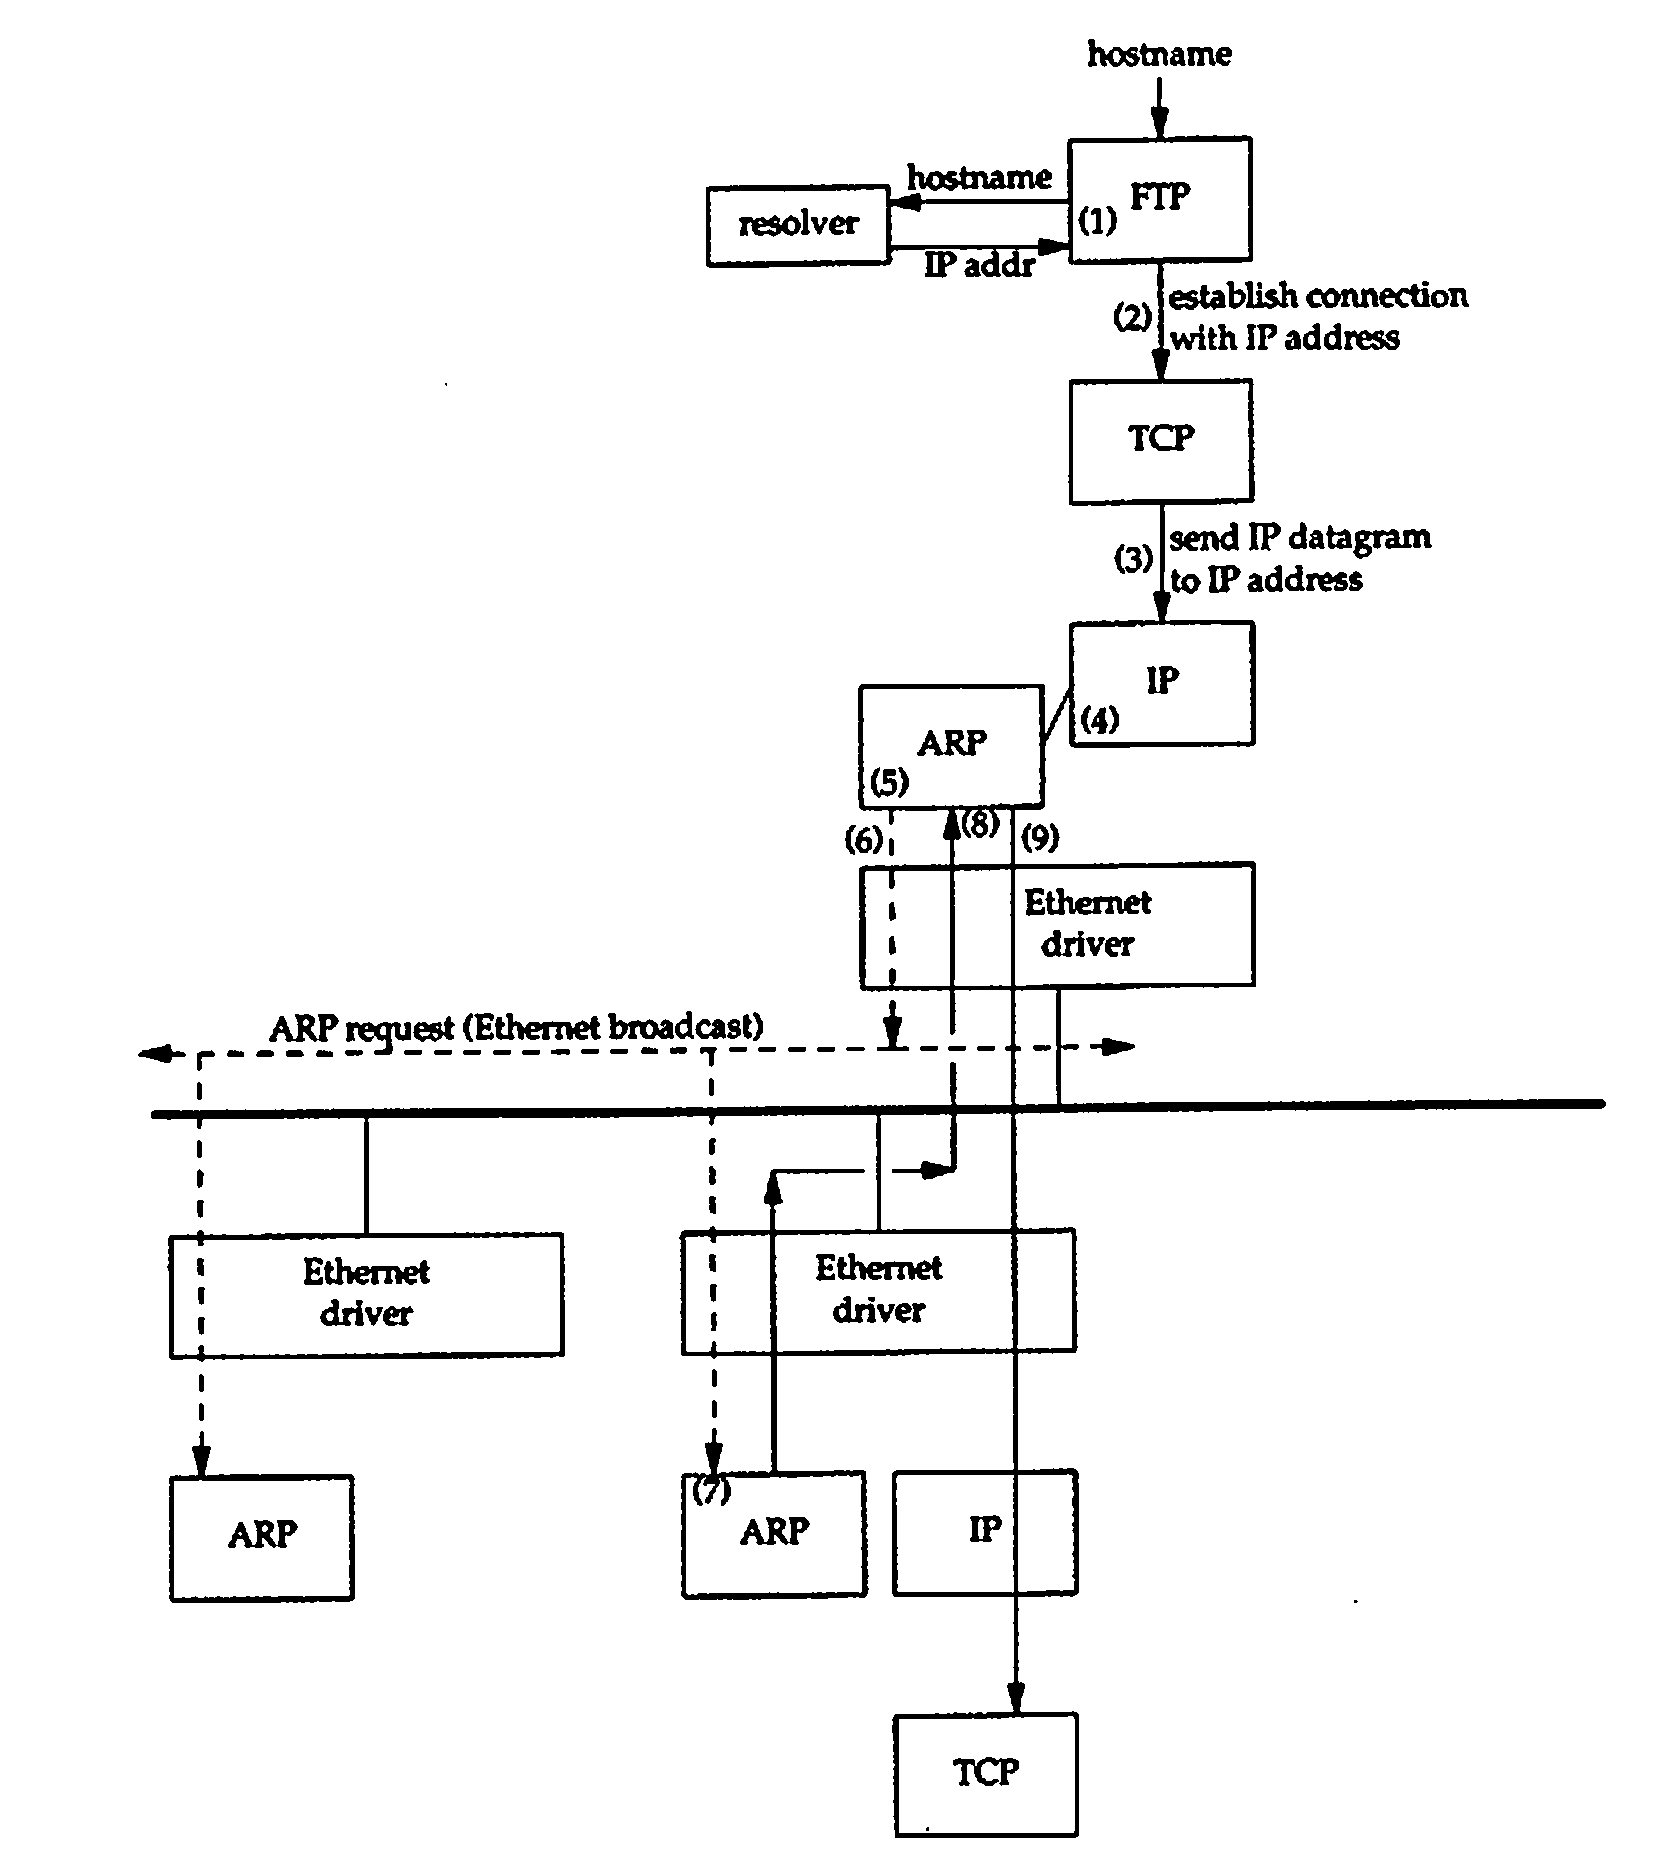 hostname
hostname
FTP
(1)
resolver
IP addr
(2)
establish connection
with IP address
TCP
(3)
send IP datagram
to IP address
IP
(4)
ARP
(5)
(6)
(8)
(9)
Ethernet
driver
ARP request (Ethernet broadcast)
Ethernet
driver
Ethernet
driver
ARP
(7)
ARP
IP
TCP